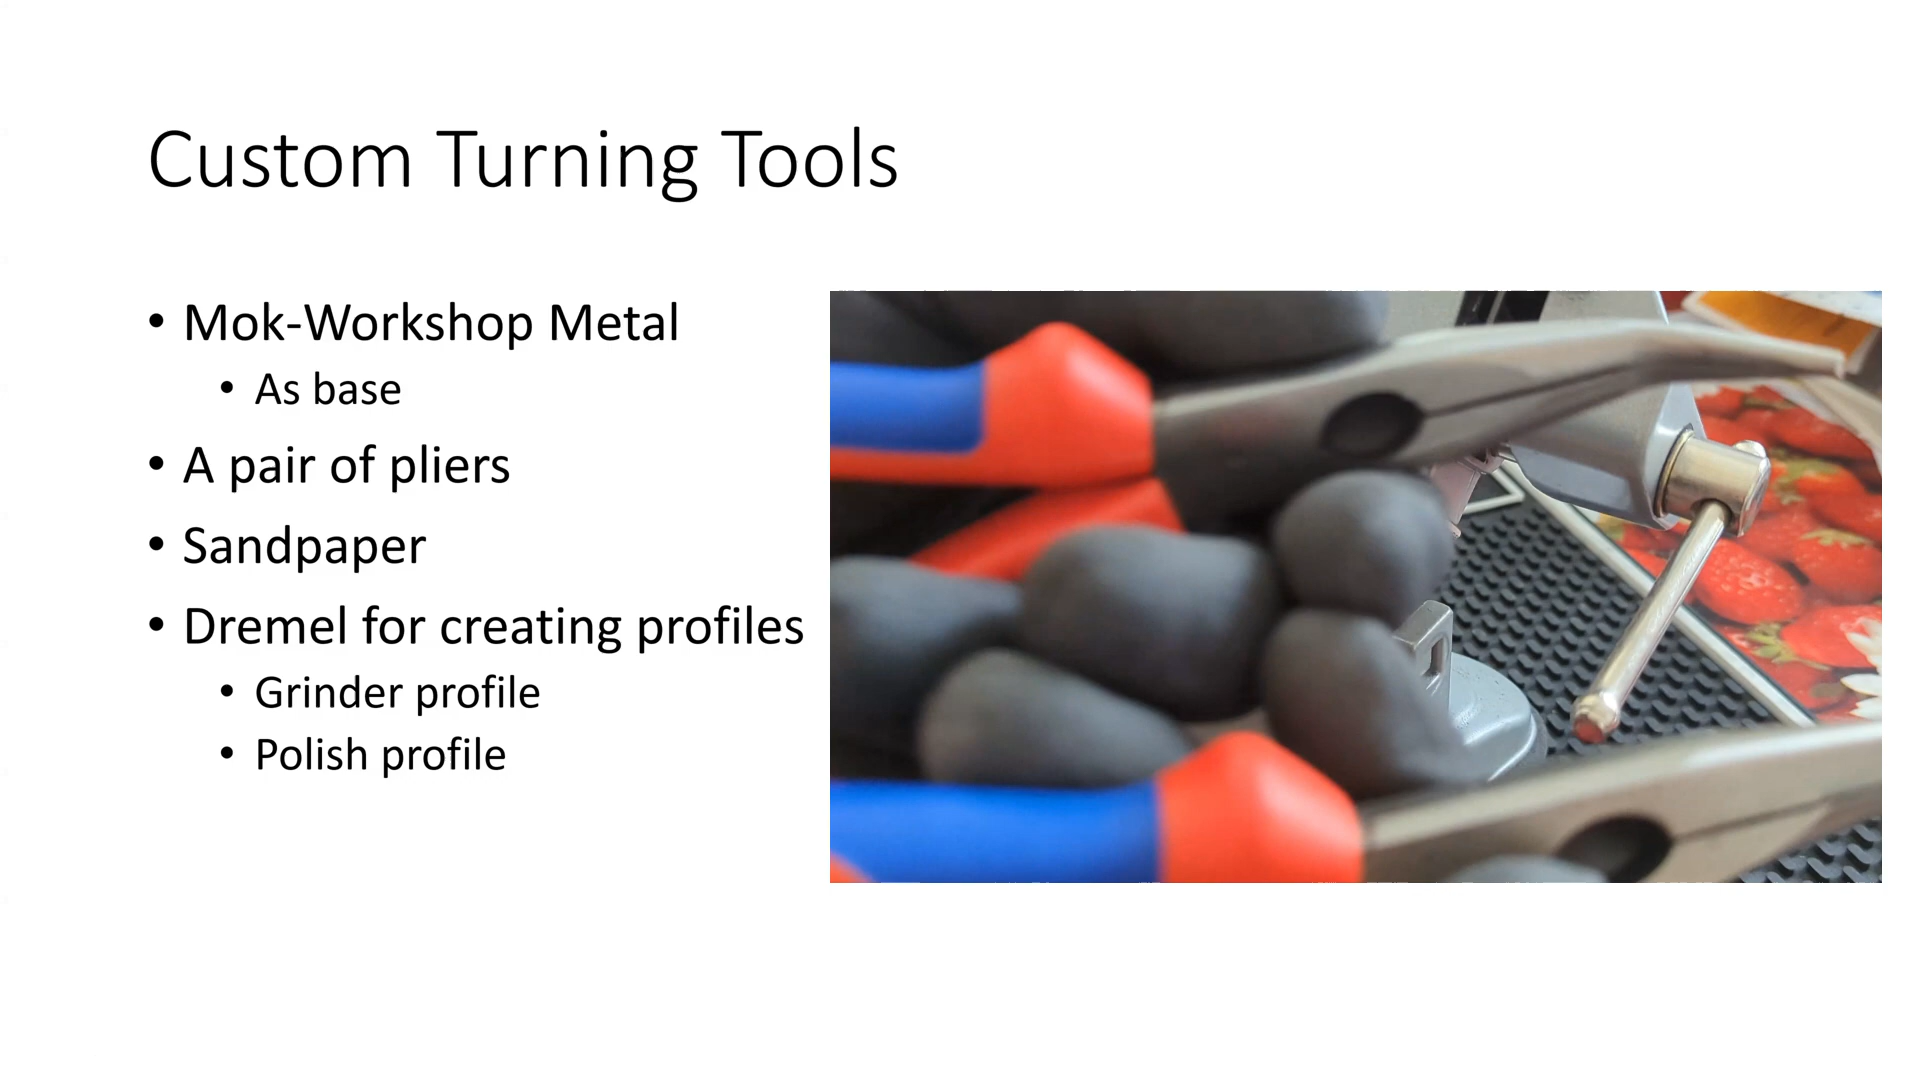 Custom Turning Tools
• Mok-Workshop Metal
• As base
• A pair of pliers
• Sandpaper
• Dremel for creating profiles
• Grinder profile
• Polish profile